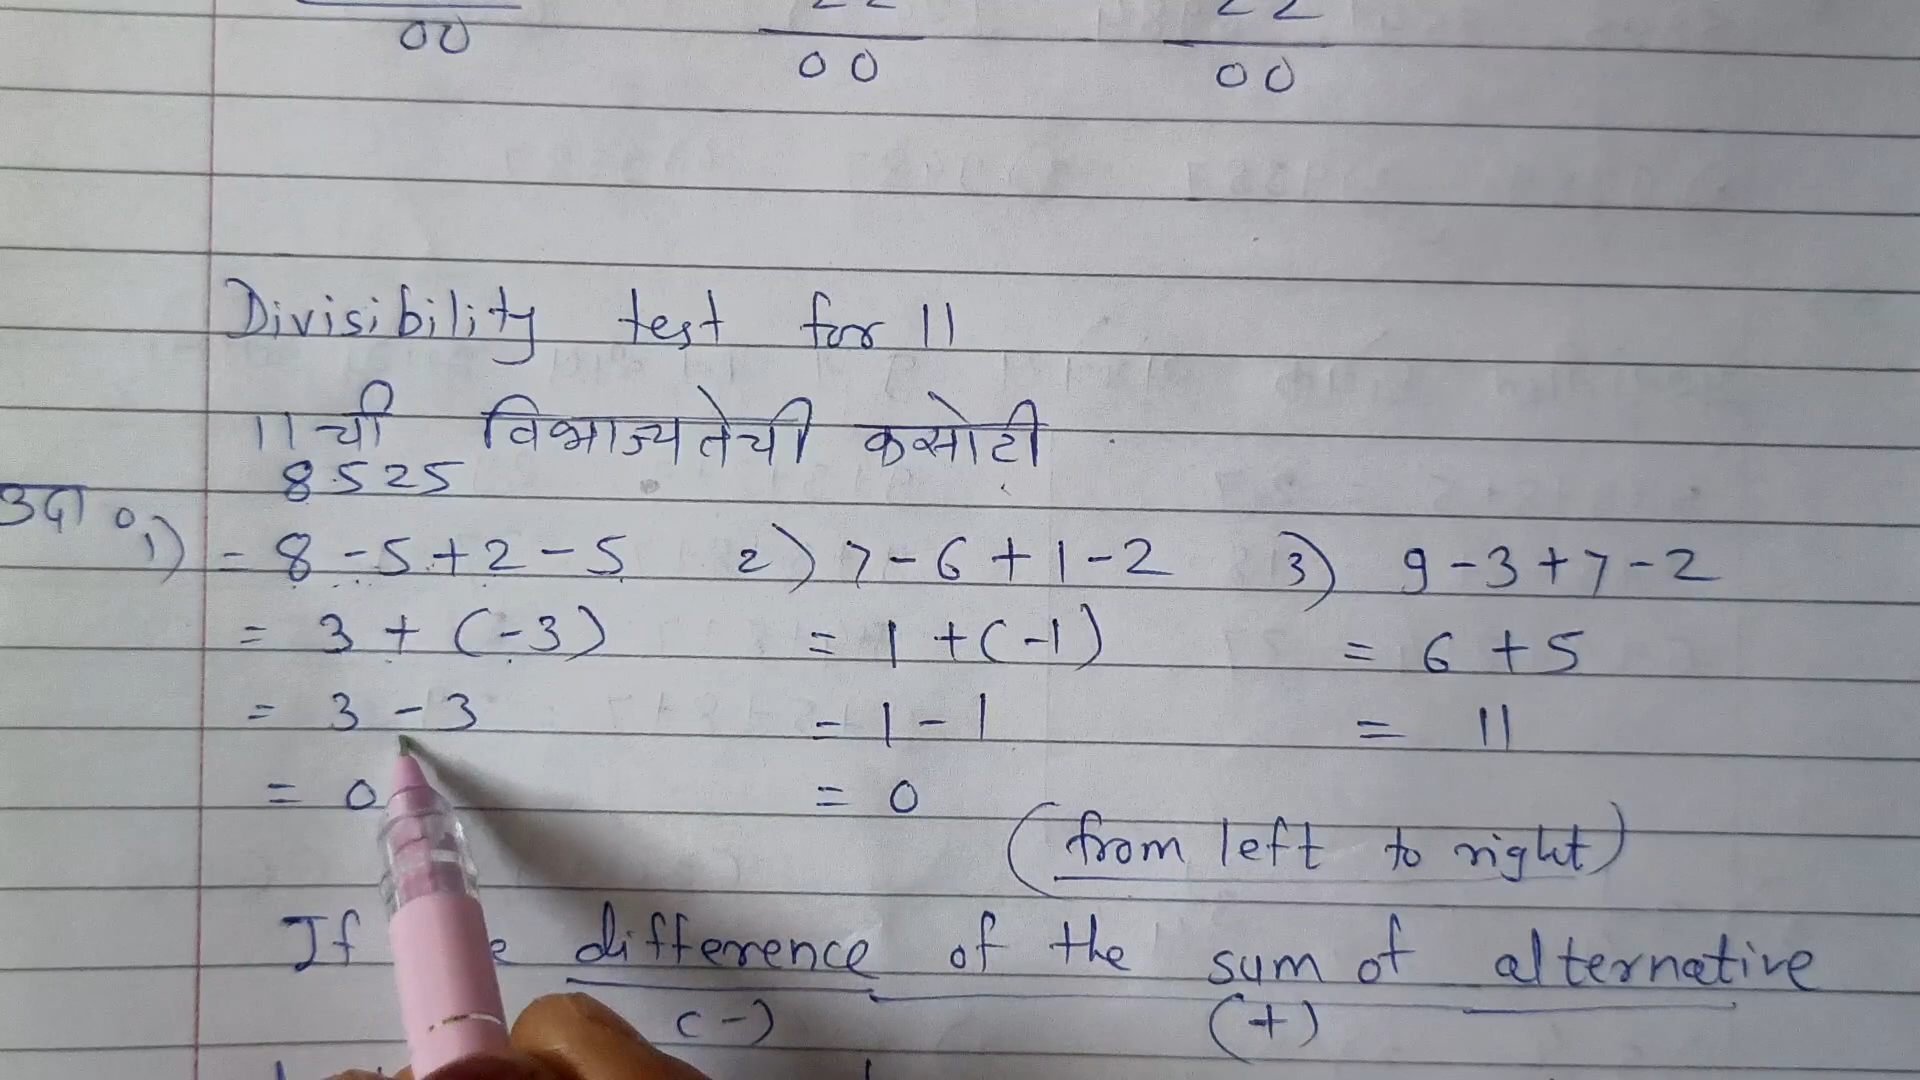 00 00 00
Divisibility test for 11
11ची विभाज्यतेची कसोटी
8525
उदा० 1) = 8 - 5 + 2 - 5 2) 7 - 6 + 1 - 2 3) 9 - 3 + 7 - 2
= 3 + (-3) = 1 + (-1) = 6 + 5
= 3 - 3 = 1 - 1 = 11
= 0 = 0
(from left to right)
If difference of the sum of alternative
(-) (+)